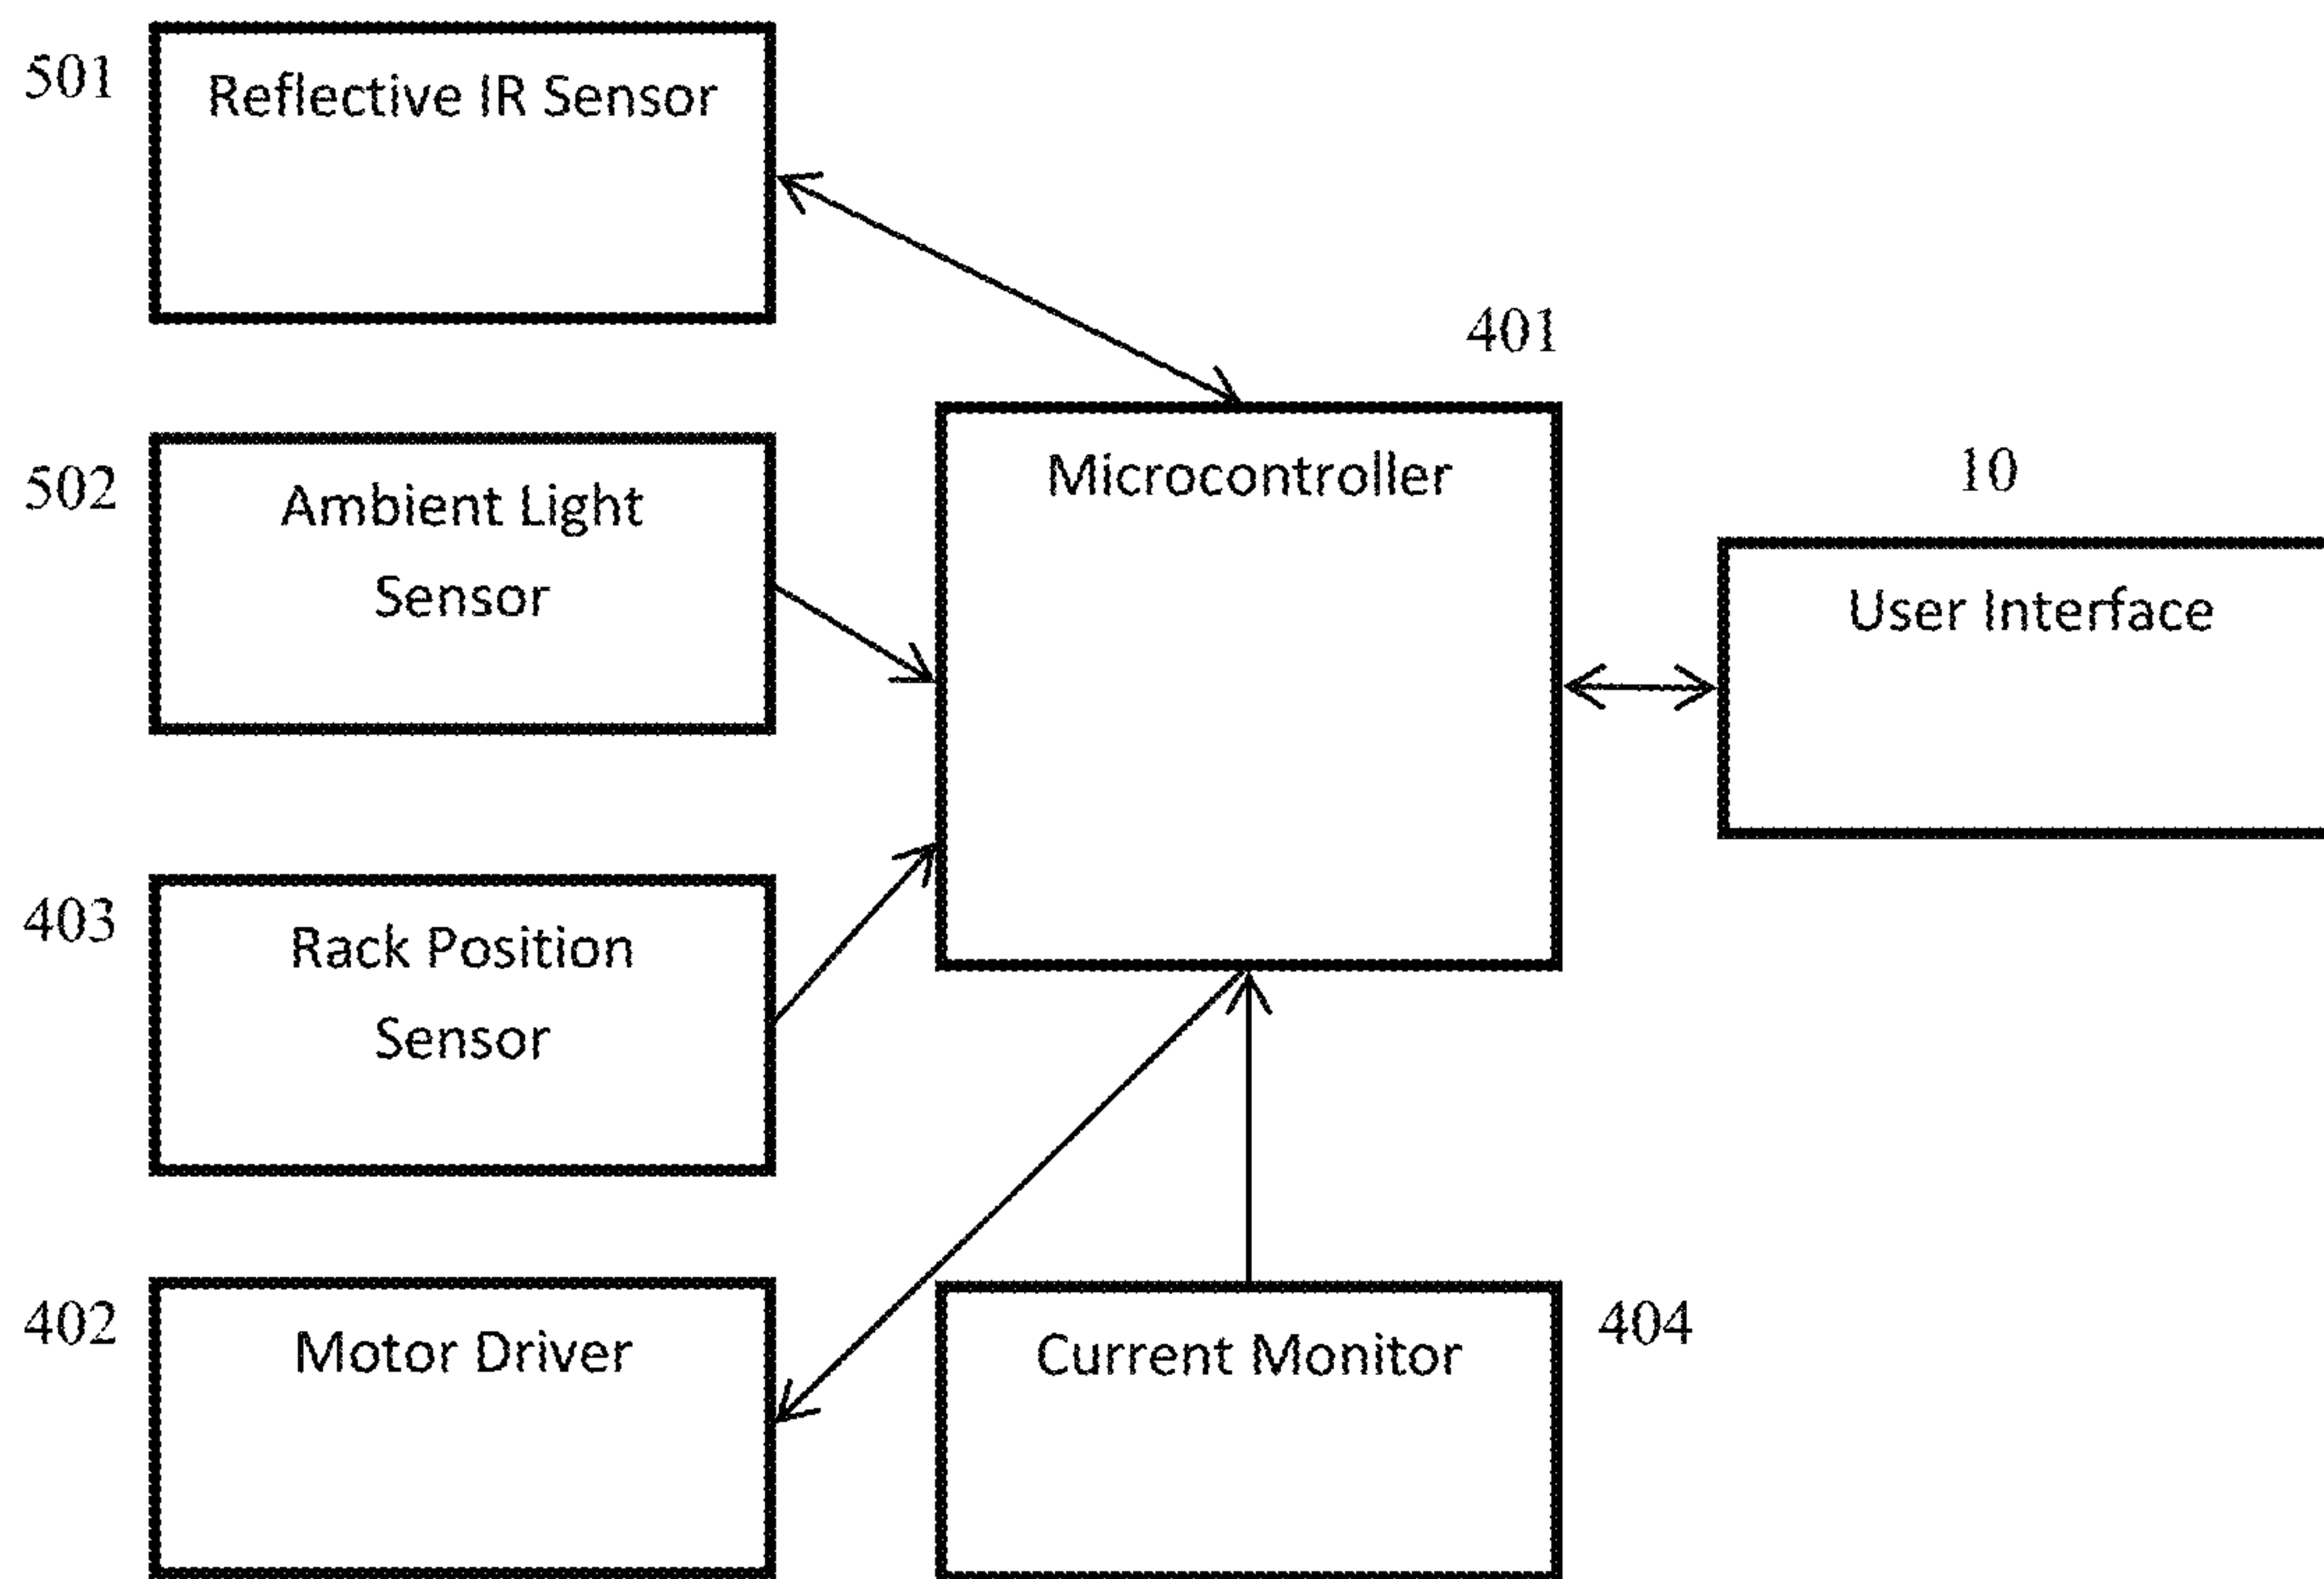 501
Reflective IR Sensor
401
502
Ambient Light
Sensor
Microcontroller
10
User Interface
403
Rack Position
Sensor
402
Motor Driver
Current Monitor
404